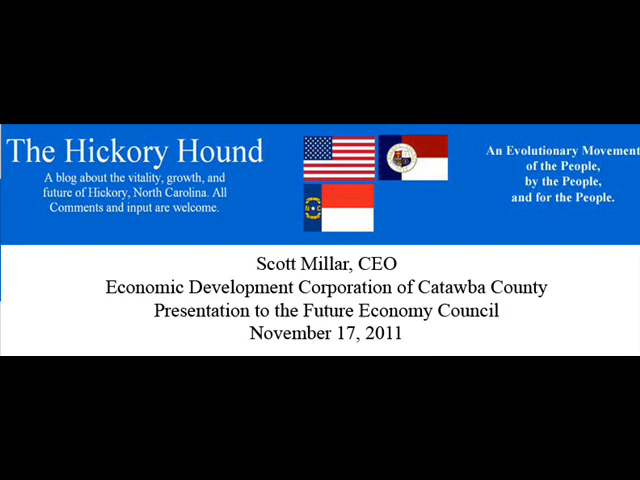 The Hickory Hound
A blog about the vitality, growth, and
future of Hickory, North Carolina. All
Comments and input are welcome.
An Evolutionary Movement
of the People,
by the People,
and for the People.
Scott Millar, CEO
Economic Development Corporation of Catawba County
Presentation to the Future Economy Council
November 17, 2011